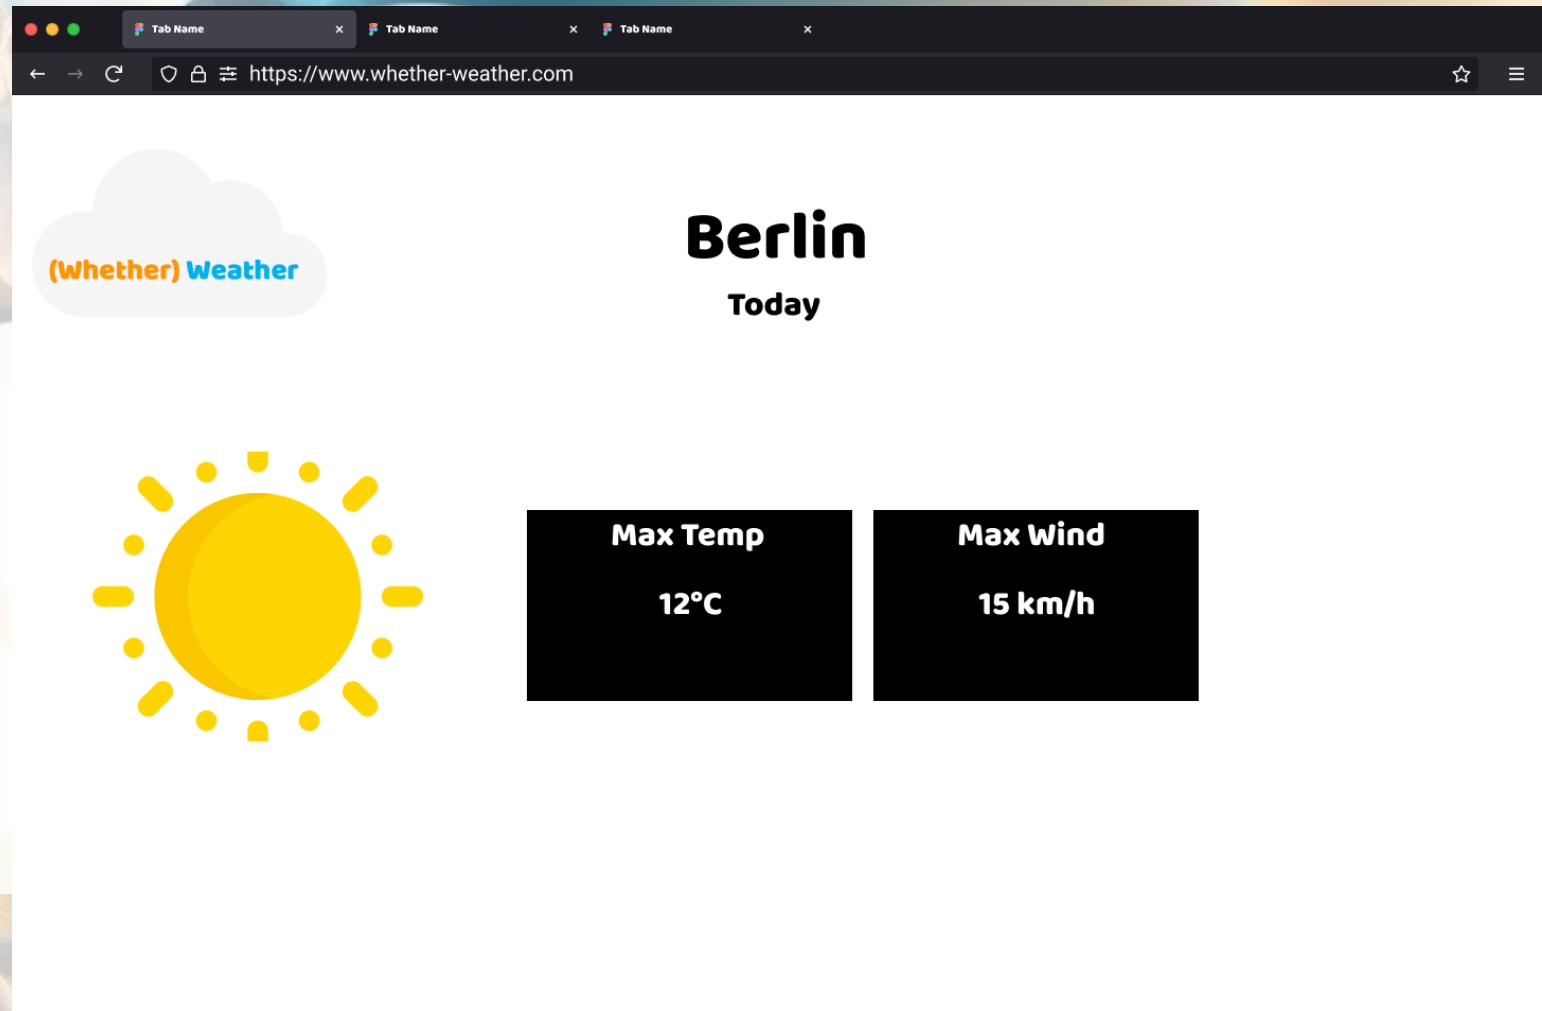 Tab Name
Tab Name
Tab Name
https://www.whether-weather.com
(Whether) Weather
Berlin
Today
Max Temp
12°C
Max Wind
15 km/h